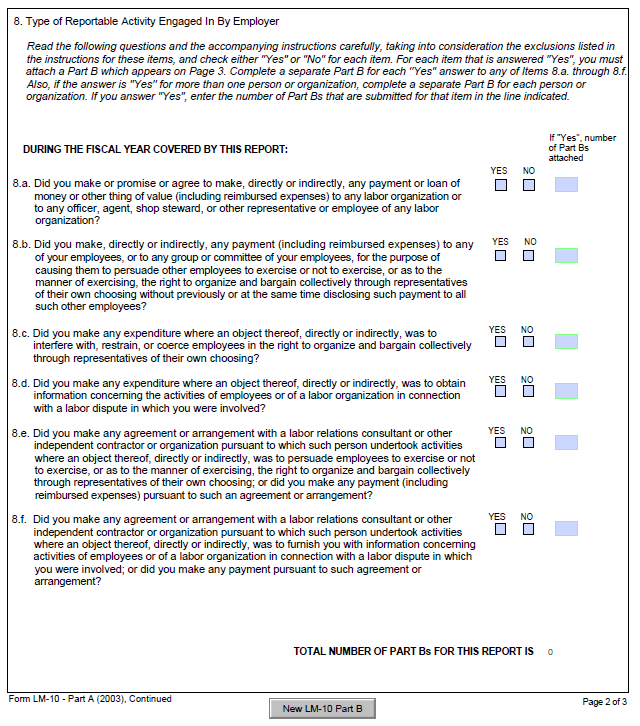 8. Type of Reportable Activity Engaged In By Employer
Read the following questions and the accompanying instructions carefully, taking into consideration the exclusions listed in
the instructions for these items, and check either "Yes" or "No" for each item. For each item that is answered "Yes", you must
attach a Part B which appears on Page 3. Complete a separate Part B for each "Yes" answer to any of Items 8.a. through 8.f.
Also, if the answer is "Yes" for more than one person or organization, complete a separate Part B for each person or
organization. If you answer "Yes", enter the number of Part Bs that are submitted for that item in the line indicated.
If "Yes", number
of Part Bs
attached
DURING THE FISCAL YEAR COVERED BY THIS REPORT:
YES NO
8.a. Did you make or promise or agree to make, directly or indirectly, any payment or loan of
money or other thing of value (including reimbursed expenses) to any labor organization or
to any officer, agent, shop steward, or other representative or employee of any labor
organization?
YES NO
8.b. Did you make, directly or indirectly, any payment (including reimbursed expenses) to any
of your employees, or to any group or committee of your employees, for the purpose of
causing them to persuade other employees to exercise or not to exercise, or as to the
manner of exercising, the right to organize and bargain collectively through representatives
of their own choosing without previously or at the same time disclosing such payment to all
such other employees?
YES NO
8.c. Did you make any expenditure where an object thereof, directly or indirectly, was to
interfere with, restrain, or coerce employees in the right to organize and bargain collectively
through representatives of their own choosing?
YES NO
8.d. Did you make any expenditure where an object thereof, directly or indirectly, was to obtain
information concerning the activities of employees or of a labor organization in connection
with a labor dispute in which you were involved?
YES NO
8.e. Did you make any agreement or arrangement with a labor relations consultant or other
independent contractor or organization pursuant to which such person undertook activities
where an object thereof, directly or indirectly, was to persuade employees to exercise or not
to exercise, or as to the manner of exercising, the right to organize and bargain collectively
through representatives of their own choosing; or did you make any payment (including
reimbursed expenses) pursuant to such an agreement or arrangement?
YES NO
8.f. Did you make any agreement or arrangement with a labor relations consultant or other
independent contractor or organization pursuant to which such person undertook activities
where an object thereof, directly or indirectly, was to furnish you with information concerning
activities of employees or of a labor organization in connection with a labor dispute in which
you were involved; or did you make any payment pursuant to such agreement or
arrangement?
TOTAL NUMBER OF PART Bs FOR THIS REPORT IS 0
Form LM-10 - Part A (2003), Continued
New LM-10 Part B
Page 2 of 3